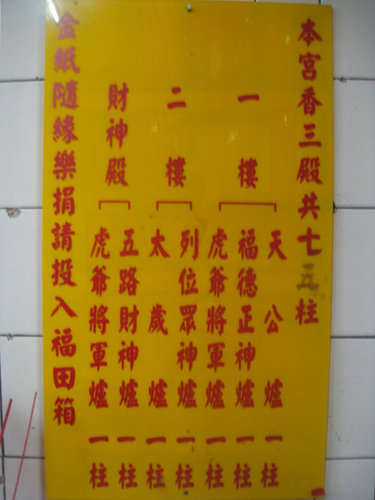 本宮香三殿共七柱
一樓
天公爐一柱
福德正神爐一柱
虎爺將軍爐一柱
二樓
列位眾神爐一柱
太歲爐一柱
財神殿
五路財神爐一柱
虎爺將軍爐一柱
金紙隨緣樂捐請投入福田箱